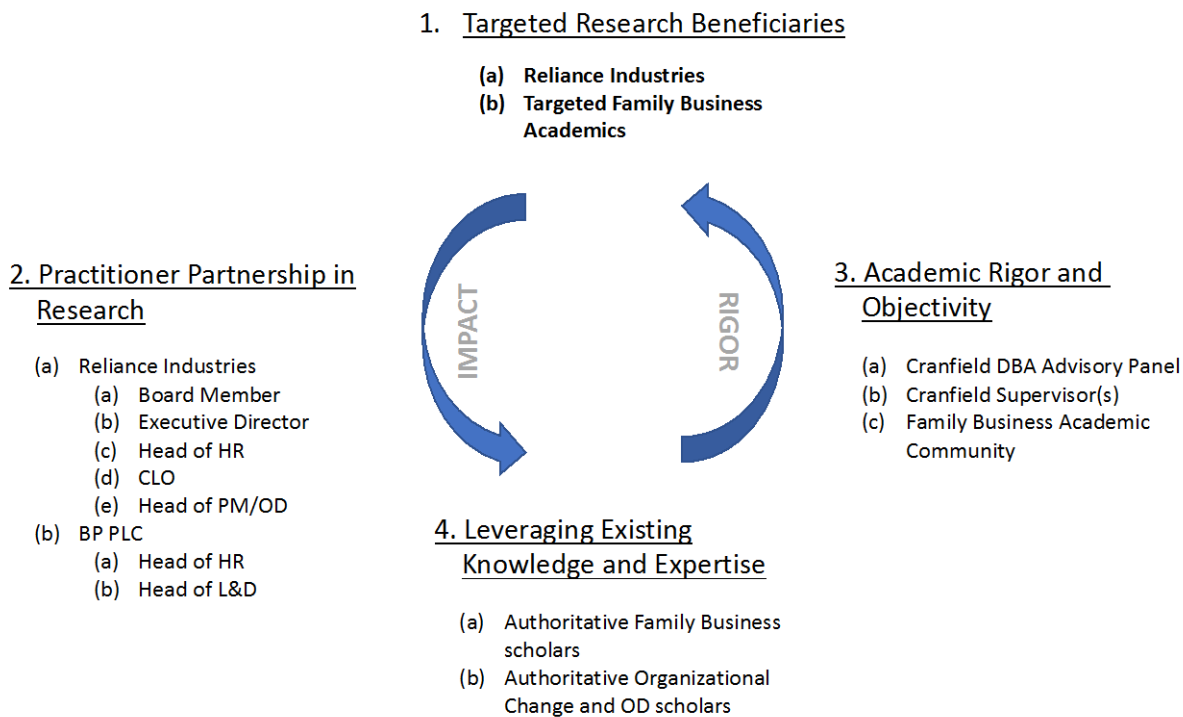 1. Targeted Research Beneficiaries
(a) Reliance Industries
(b) Targeted Family Business
Academics
IMPACT
RIGOR
2. Practitioner Partnership in
Research
(a) Reliance Industries
(a) Board Member
(b) Executive Director
(c) Head of HR
(d) CLO
(e) Head of PM/OD
(b) BP PLC
(a) Head of HR
(b) Head of L&D
3. Academic Rigor and
Objectivity
(a) Cranfield DBA Advisory Panel
(b) Cranfield Supervisor(s)
(c) Family Business Academic
Community
4. Leveraging Existing
Knowledge and Expertise
(a) Authoritative Family Business
scholars
(b) Authoritative Organizational
Change and OD scholars